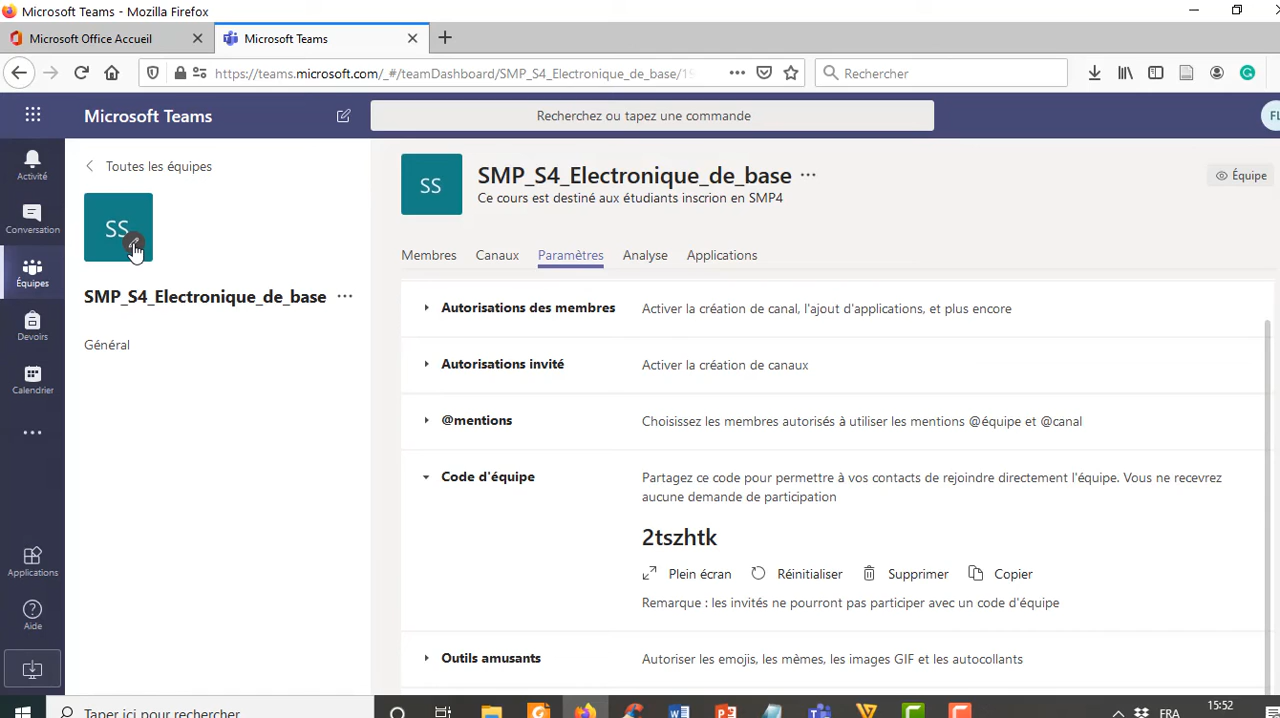 Microsoft Teams - Mozilla Firefox
Microsoft Office Accueil
Microsoft Teams
https://teams.microsoft.com/_#/teamDashboard/SMP_S4_Electronique_de_base/1
Rechercher
Microsoft Teams
Recherchez ou tapez une commande
FL
Activité
Conversation
Équipes
Devoirs
Calendrier
Applications
Aide
Toutes les équipes
SS
SMP_S4_Electronique_de_base
Général
SS
SMP_S4_Electronique_de_base
Ce cours est destiné aux étudiants inscrion en SMP4
Équipe
Membres
Canaux
Paramètres
Analyse
Applications
Autorisations des membres
Activer la création de canal, l'ajout d'applications, et plus encore
Autorisations invité
Activer la création de canaux
@mentions
Choisissez les membres autorisés à utiliser les mentions @équipe et @canal
Code d'équipe
Partagez ce code pour permettre à vos contacts de rejoindre directement l'équipe. Vous ne recevrez
aucune demande de participation
2tszhtk
Plein écran
Réinitialiser
Supprimer
Copier
Remarque : les invités ne pourront pas participer avec un code d'équipe
Outils amusants
Autoriser les emojis, les mèmes, les images GIF et les autocollants
Taper ici pour rechercher
FRA
15:52